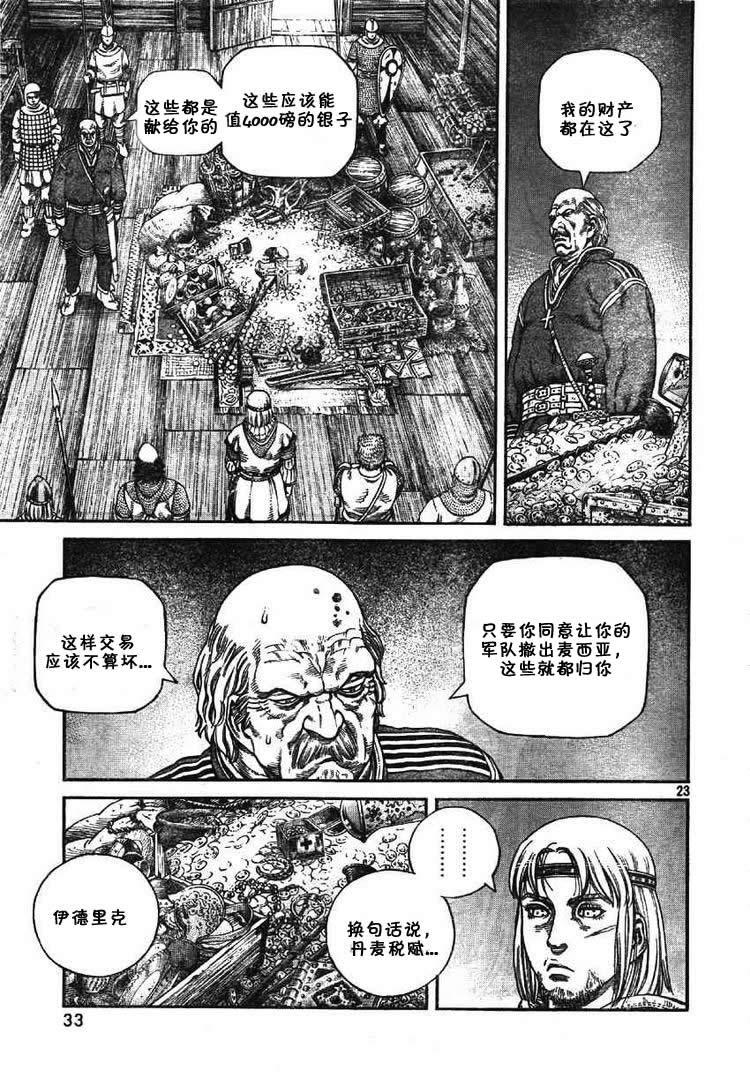 我的财产
都在这了
这些应该能
值4000磅的银子
这些都是
献给你的
只要你同意让你的
军队撤出麦西亚，
这些就都归你
这样交易
应该不算坏...
23
......
......
换句话说，
丹麦税赋...
伊德里克
33